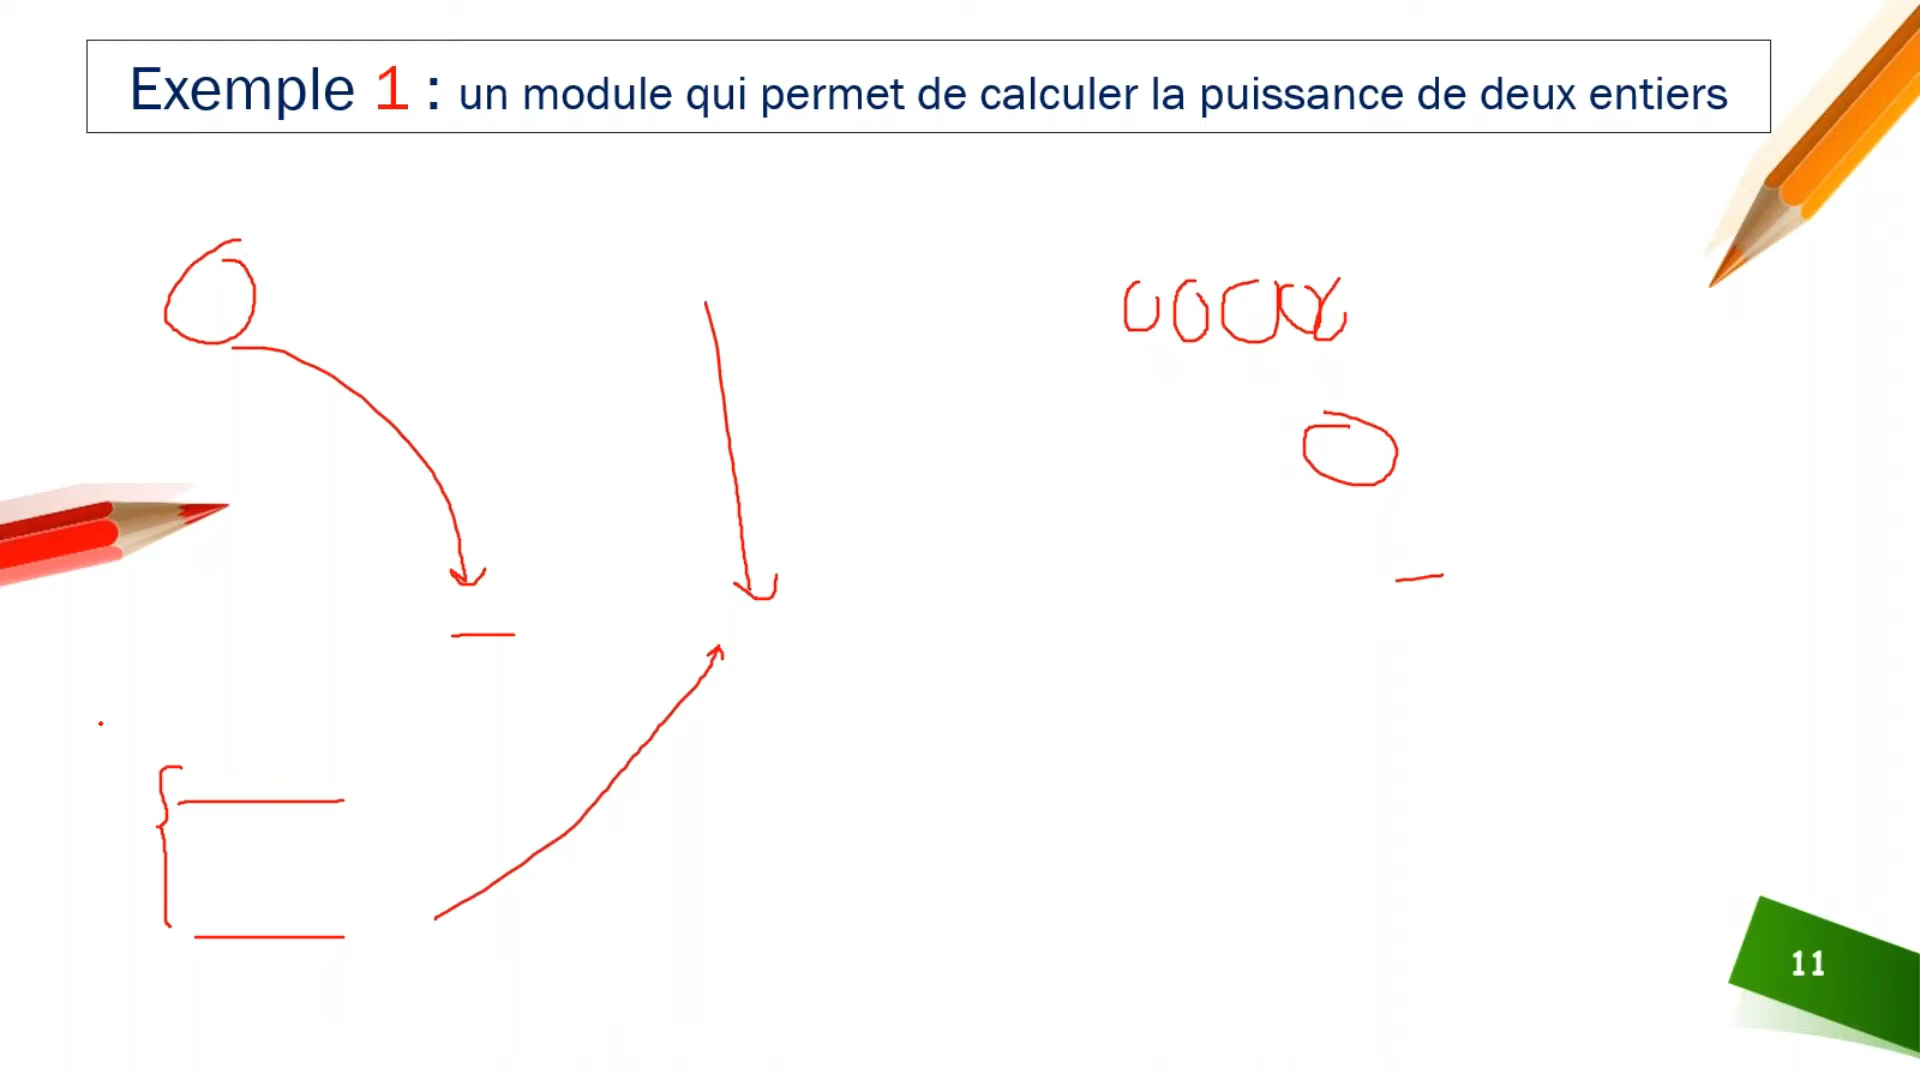 Exemple 1 : un module qui permet de calculer la puissance de deux entiers
11